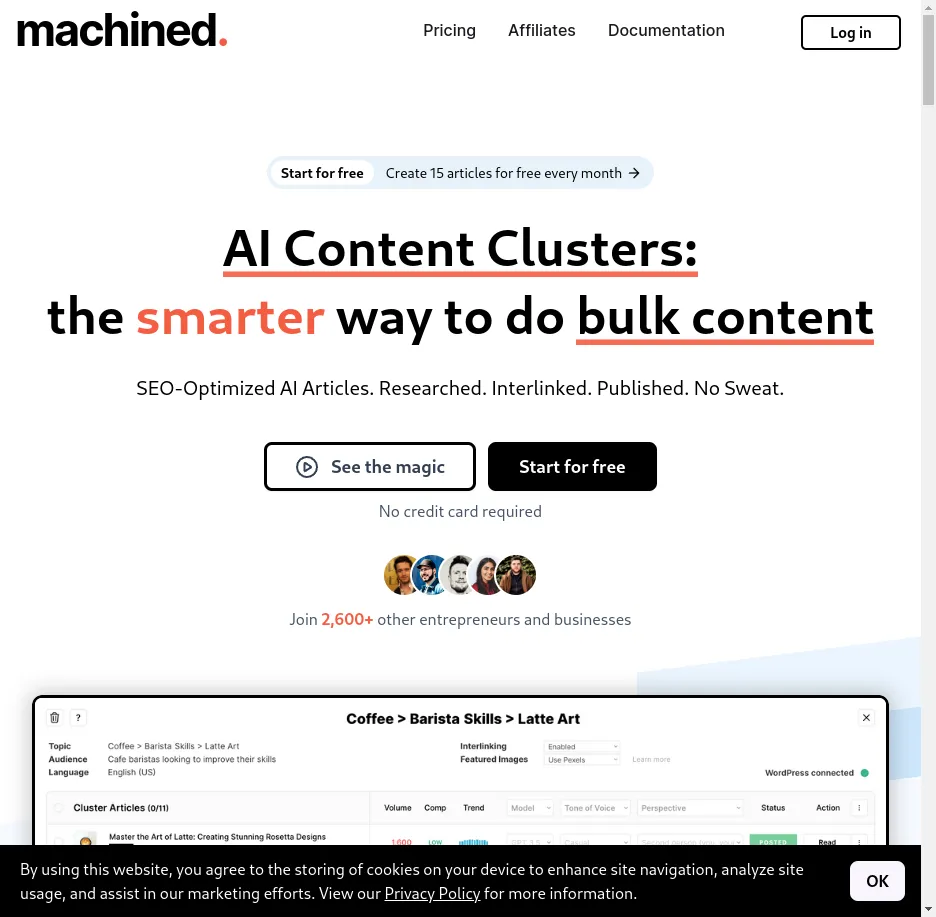 machined.
Pricing
Affiliates
Documentation
Log in
Start for free
Create 15 articles for free every month →
AI Content Clusters:
the smarter way to do bulk content
SEO-Optimized AI Articles. Researched. Interlinked. Published. No Sweat.
See the magic
Start for free
No credit card required
Join 2,600+ other entrepreneurs and businesses
?
Coffee > Barista Skills > Latte Art
Topic Coffee > Barista Skills > Latte Art
Audience Cafe baristas looking to improve their skills
Language English (US)
Interlinking Enabled
Featured Images Use Pexels Learn more
WordPress connected
Cluster Articles (0/11) Volume Comp Trend Model Tone of Voice Perspective Status Action
Master the Art of Latte: Creating Stunning Rosetta Designs 1,600 LOW Casual POSTED Read
By using this website, you agree to the storing of cookies on your device to enhance site navigation, analyze site
usage, and assist in our marketing efforts. View our Privacy Policy for more information.
OK